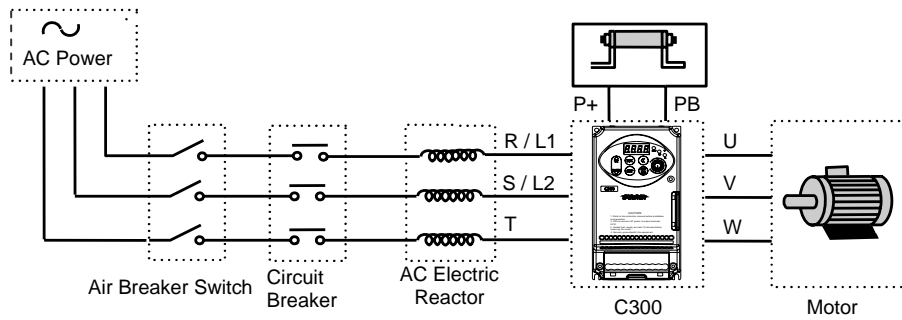 AC Power
P+
PB
R / L1
U
S / L2
V
T
W
Air Breaker Switch
Circuit
Breaker
AC Electric
Reactor
C300
Motor